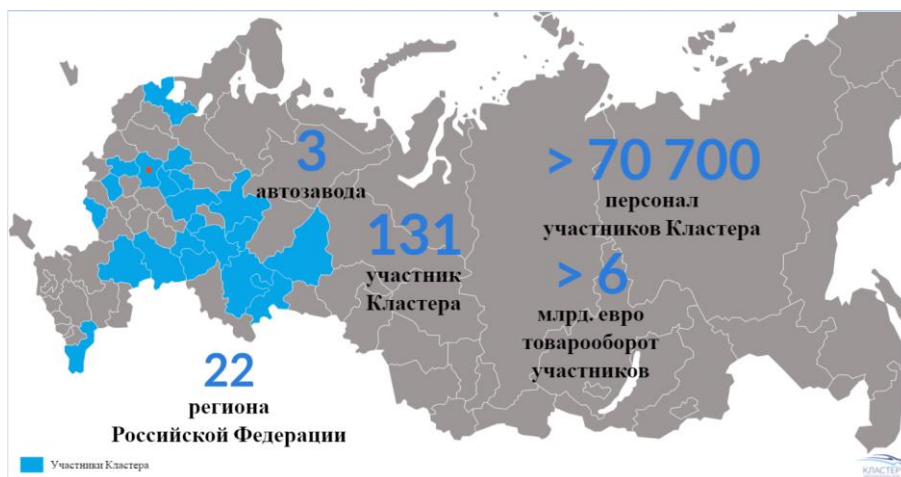 3
автозавода
> 70 700
персонал
участников Кластера
131
участник
Кластера
> 6
млрд. евро
товарооборот
участников
22
региона
Российской Федерации
Участники Кластера
КЛАСТЕР